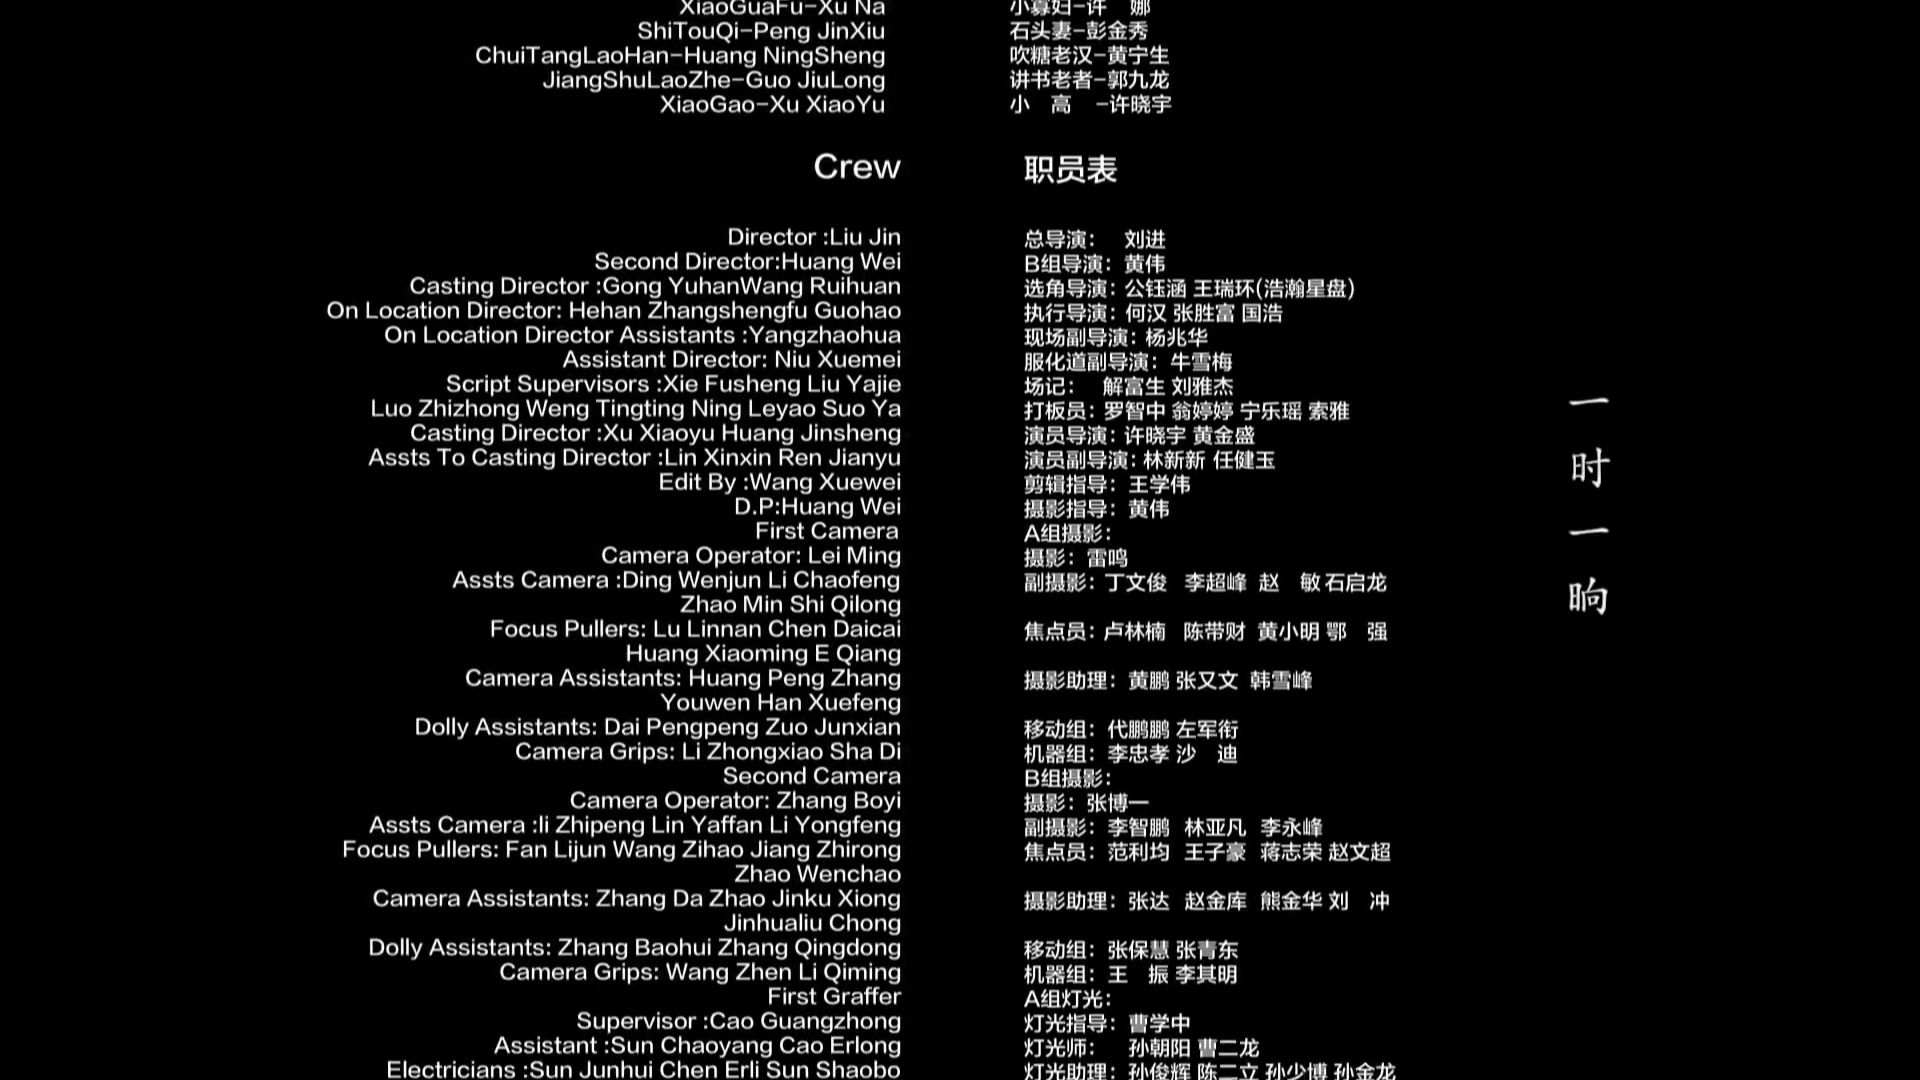 XiaoGuaFu-Xu Na
ShiTouQi-Peng JinXiu
ChuiTangLaoHan-Huang NingSheng
JiangShuLaoZhe-Guo JiuLong
XiaoGao-Xu XiaoYu
Crew
Director :Liu Jin
Second Director:Huang Wei
Casting Director :Gong YuhanWang Ruihuan
On Location Director: Hehan Zhangshengfu Guohao
On Location Director Assistants :Yangzhaohua
Assistant Director: Niu Xuemei
Script Supervisors :Xie Fusheng Liu Yajie
Luo Zhizhong Weng Tingting Ning Leyao Suo Ya
Casting Director :Xu Xiaoyu Huang Jinsheng
Assts To Casting Director :Lin Xinxin Ren Jianyu
Edit By :Wang Xuewei
D.P:Huang Wei
First Camera
Camera Operator: Lei Ming
Assts Camera :Ding Wenjun Li Chaofeng
Zhao Min Shi Qilong
Focus Pullers: Lu Linnan Chen Daicai
Huang Xiaoming E Qiang
Camera Assistants: Huang Peng Zhang
Youwen Han Xuefeng
Dolly Assistants: Dai Pengpeng Zuo Junxian
Camera Grips: Li Zhongxiao Sha Di
Second Camera
Camera Operator: Zhang Boyi
Assts Camera :li Zhipeng Lin Yaffan Li Yongfeng
Focus Pullers: Fan Lijun Wang Zihao Jiang Zhirong
Zhao Wenchao
Camera Assistants: Zhang Da Zhao Jinku Xiong
Jinhualiu Chong
Dolly Assistants: Zhang Baohui Zhang Qingdong
Camera Grips: Wang Zhen Li Qiming
First Graffer
Supervisor :Cao Guangzhong
Assistant :Sun Chaoyang Cao Erlong
Electricians :Sun Junhui Chen Erli Sun Shaobo
小寡妇-许 娜
石头妻-彭金秀
吹糖老汉-黄宁生
讲书老者-郭九龙
小 高 -许晓宇
职员表
总导演： 刘进
B组导演：黄伟
选角导演：公钰涵 王瑞环(浩瀚星盘)
执行导演：何汉 张胜富 国浩
现场副导演：杨兆华
服化道副导演：牛雪梅
场记： 解富生 刘雅杰
打板员：罗智中 翁婷婷 宁乐瑶 索雅
演员导演：许晓宇 黄金盛
演员副导演：林新新 任健玉
剪辑指导：王学伟
摄影指导：黄伟
A组摄影：
摄影：雷鸣
副摄影：丁文俊 李超峰 赵 敏 石启龙
焦点员：卢林楠 陈带财 黄小明 鄂 强
摄影助理：黄鹏 张又文 韩雪峰
移动组：代鹏鹏 左军衔
机器组：李忠孝 沙 迪
B组摄影：
摄影：张博一
副摄影：李智鹏 林亚凡 李永峰
焦点员：范利均 王子豪 蒋志荣 赵文超
摄影助理：张达 赵金库 熊金华 刘 冲
移动组：张保慧 张青东
机器组：王 振 李其明
A组灯光：
灯光指导：曹学中
灯光师： 孙朝阳 曹二龙
灯光助理：孙俊辉 陈二立 孙少博 孙金龙
一时一晌